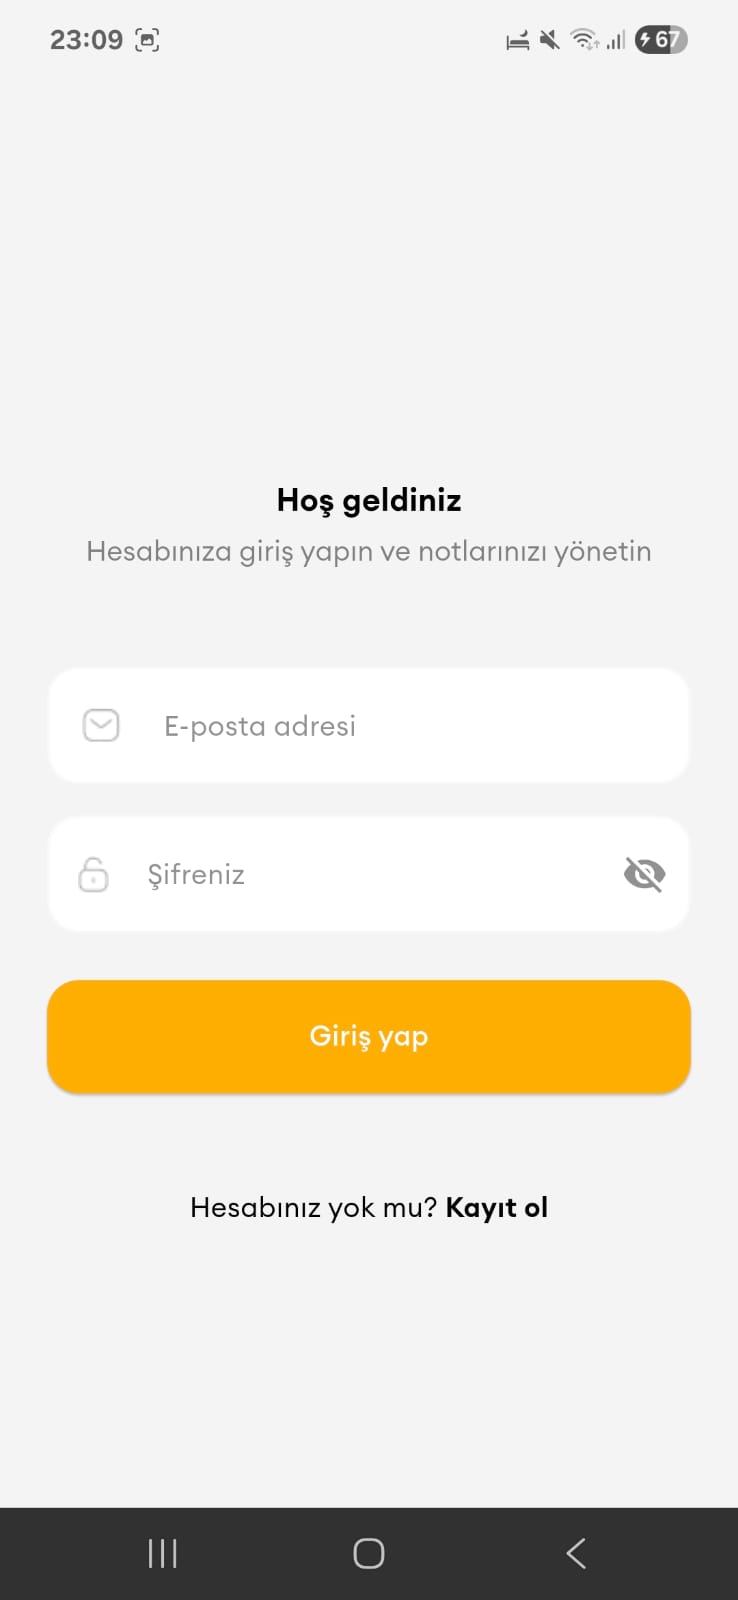 23:09
67
Hoş geldiniz
Hesabınıza giriş yapın ve notlarınızı yönetin
E-posta adresi
Şifreniz
Giriş yap
Hesabınız yok mu? Kayıt ol